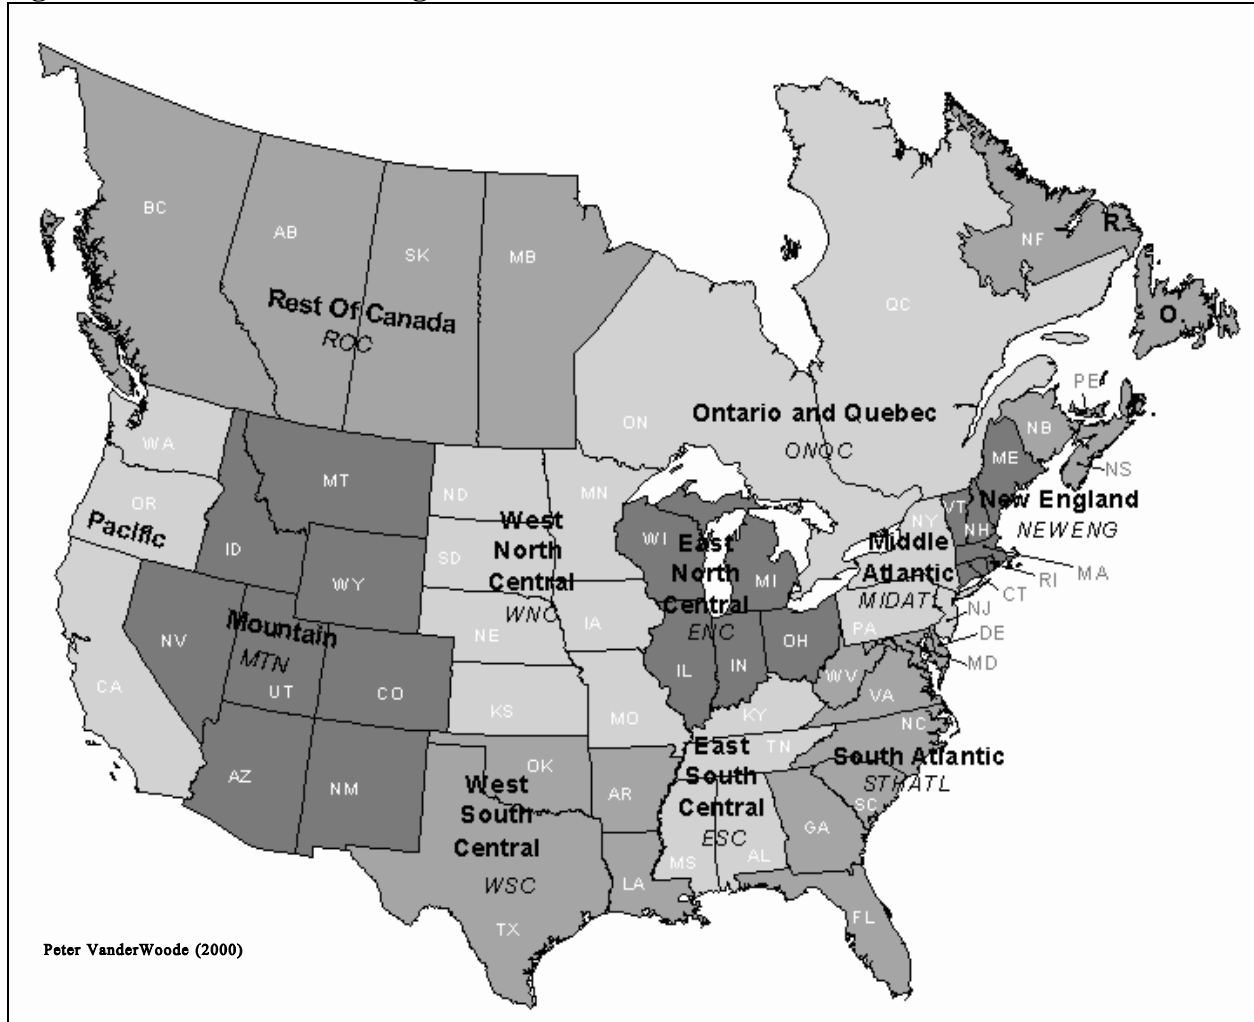 BC
AB
SK
MB
Rest Of Canada
ROC
QC
NF
R.
O.
C.
PE
NB
NS
ON
Ontario and Quebec
ONQC
WA
OR
Pacific
CA
MT
ID
WY
NV
Mountain
MTN
UT
CO
AZ
NM
ND
MN
SD
West
North
Central
WNC
NE
IA
KS
MO
WI
East
North
Central
ENC
MI
IL
IN
OH
ME
VT
NH
New England
NEWENG
MA
RI
CT
NY
Middle
Atlantic
MIDATL
PA
NJ
DE
MD
WV
VA
NC
South Atlantic
STHATL
SC
GA
FL
KY
TN
East
South
Central
ESC
MS
AL
OK
AR
West
South
Central
WSC
LA
TX
Peter VanderWoode (2000)